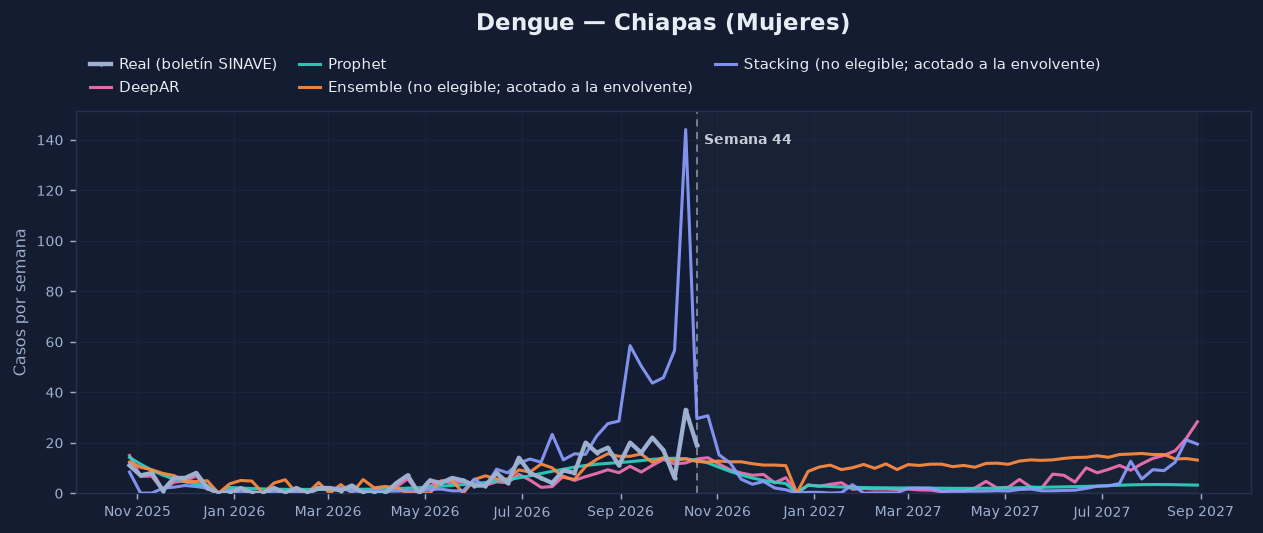 Dengue — Chiapas (Mujeres)
Real (boletín SINAVE)
Prophet
Stacking (no elegible; acotado a la envolvente)
DeepAR
Ensemble (no elegible; acotado a la envolvente)
Semana 44
Casos por semana
140
120
100
80
60
40
20
0
Nov 2025
Jan 2026
Mar 2026
May 2026
Jul 2026
Sep 2026
Nov 2026
Jan 2027
Mar 2027
May 2027
Jul 2027
Sep 2027